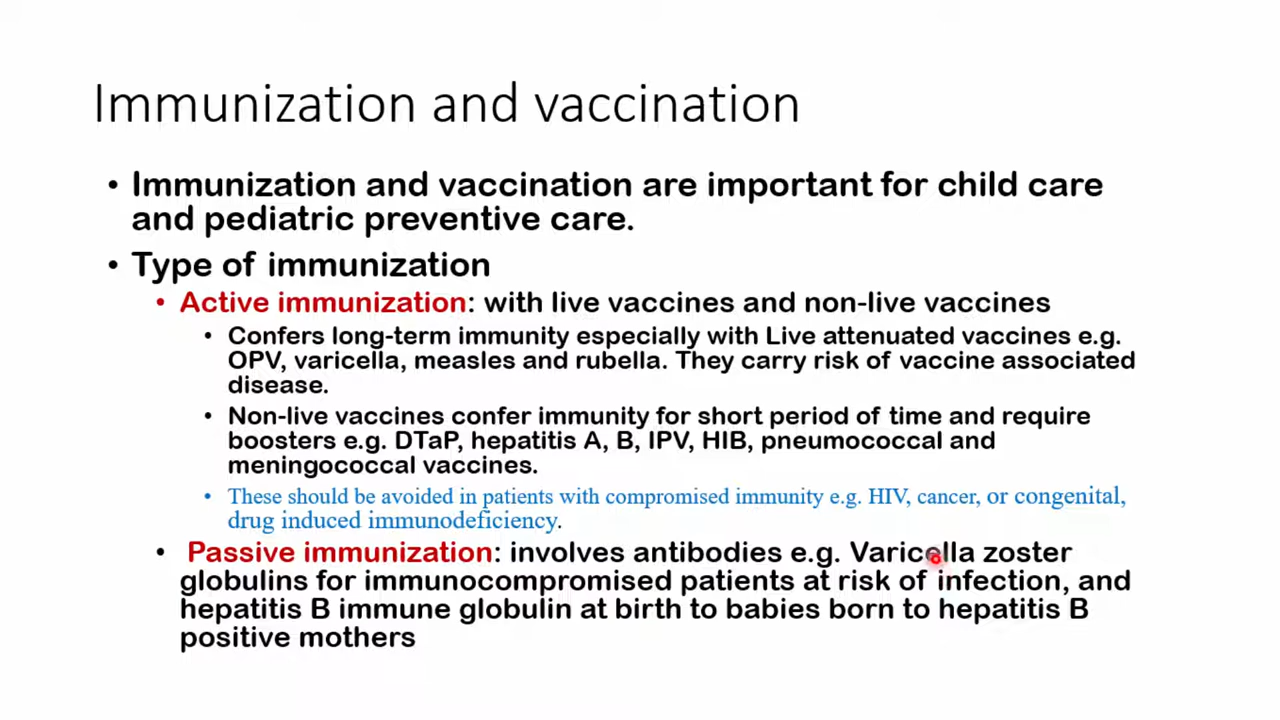 Immunization and vaccination
• Immunization and vaccination are important for child care
and pediatric preventive care.
• Type of immunization
• Active immunization: with live vaccines and non-live vaccines
• Confers long-term immunity especially with Live attenuated vaccines e.g.
OPV, varicella, measles and rubella. They carry risk of vaccine associated
disease.
• Non-live vaccines confer immunity for short period of time and require
boosters e.g. DTaP, hepatitis A, B, IPV, HIB, pneumococcal and
meningococcal vaccines.
• These should be avoided in patients with compromised immunity e.g. HIV, cancer, or congenital,
drug induced immunodeficiency.
• Passive immunization: involves antibodies e.g. Varicella zoster
globulins for immunocompromised patients at risk of infection, and
hepatitis B immune globulin at birth to babies born to hepatitis B
positive mothers